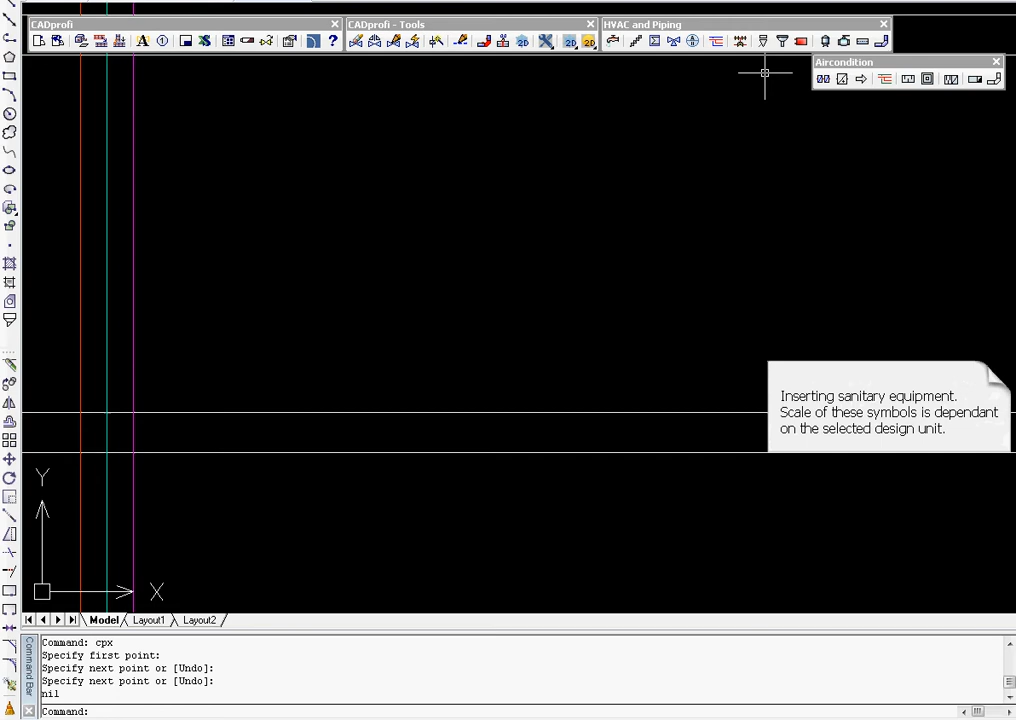 CADprofi
CADprofi - Tools
HVAC and Piping
Aircondition
Inserting sanitary equipment.
Scale of these symbols is dependant
on the selected design unit.
Y
X
Model
Layout1
Layout2
Command: cpx
Specify first point:
Specify next point or [Undo]:
Specify next point or [Undo]:
nil
Command:
Command Bar